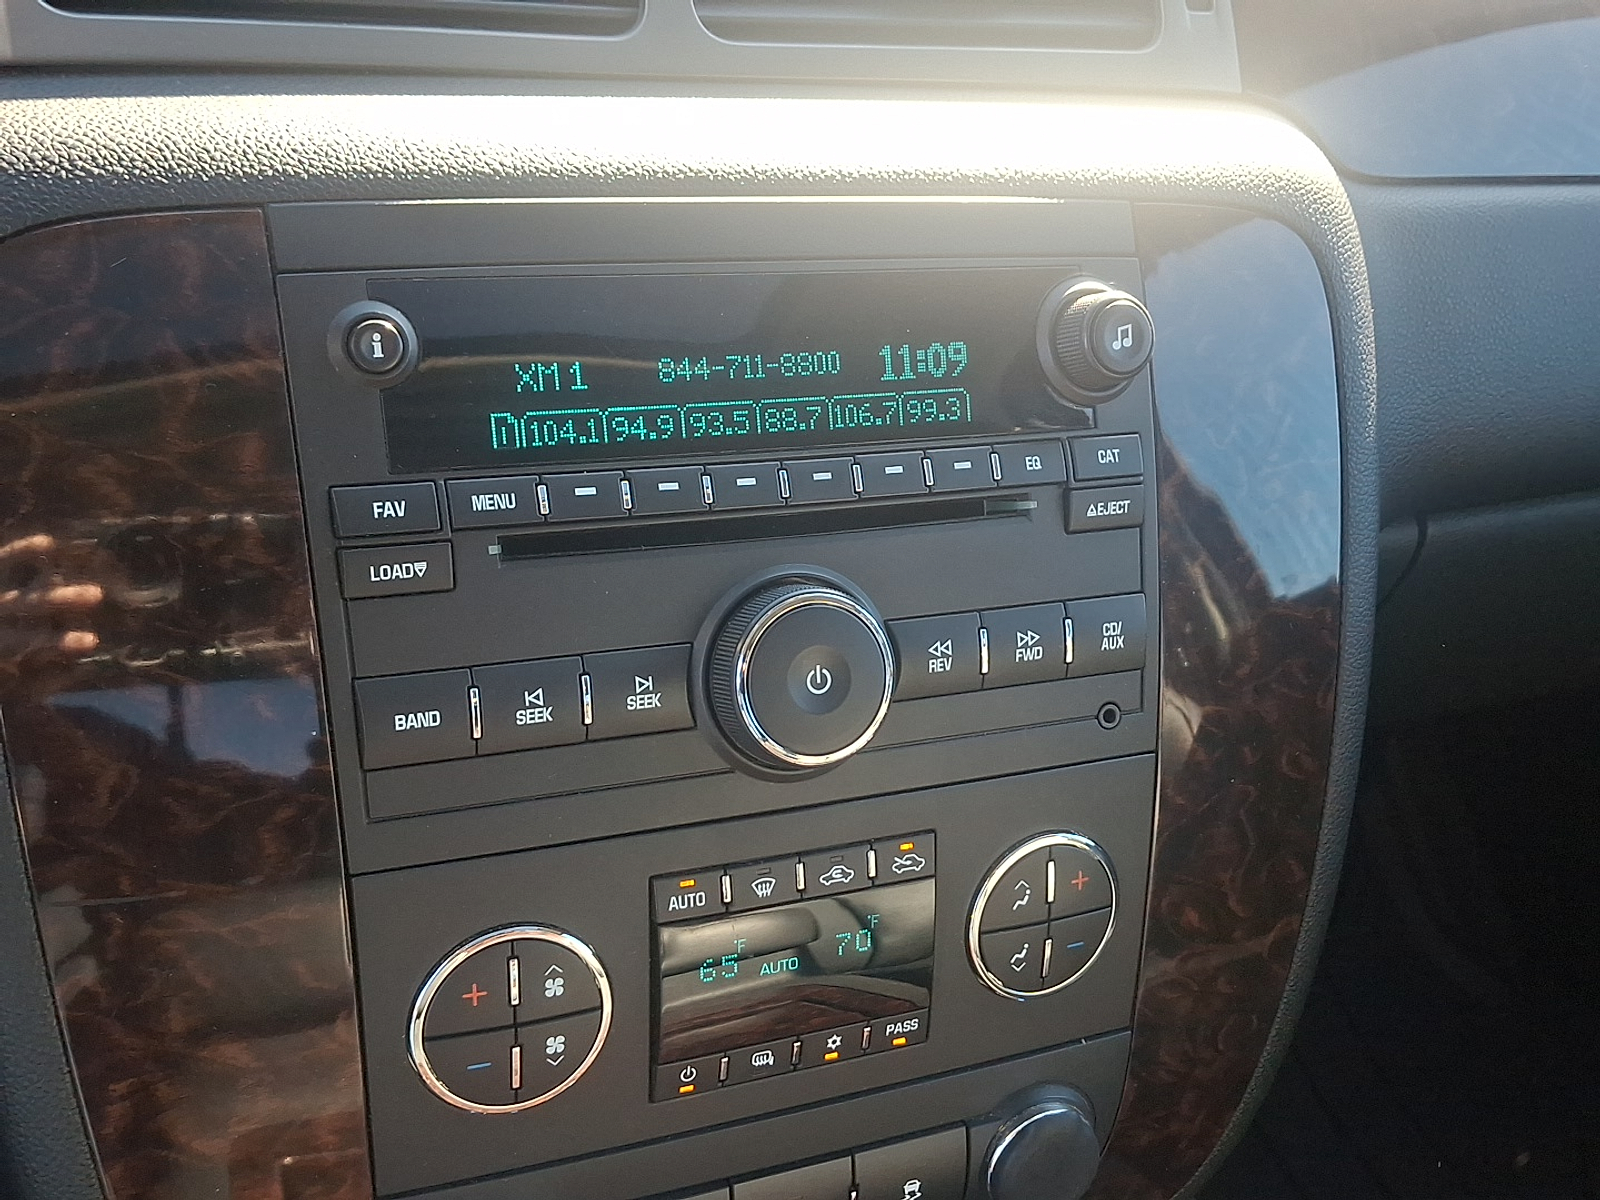 XM1 844-711-8800 11:09
1 104.1 94.9 93.5 88.7 106.7 99.3
FAV MENU EQ CAT
LOAD EJECT
BAND SEEK SEEK REV FWD CD/
AUX
AUTO
65°F AUTO 70°F
PASS